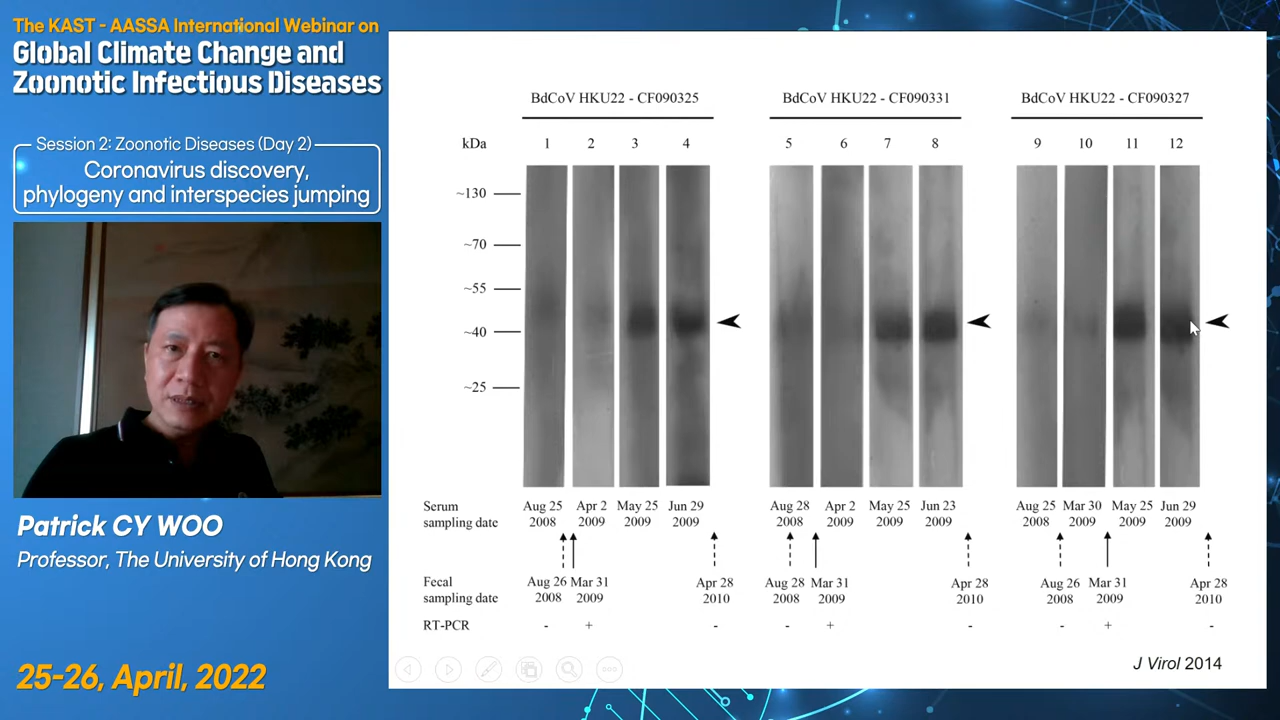 The KAST - AASSA International Webinar on
Global Climate Change and
Zoonotic Infectious Diseases
Session 2: Zoonotic Diseases (Day 2)
Coronavirus discovery,
phylogeny and interspecies jumping
Patrick CY WOO
Professor, The University of Hong Kong
25-26, April, 2022
BdCoV HKU22 - CF090325 BdCoV HKU22 - CF090331 BdCoV HKU22 - CF090327
kDa 1 2 3 4 5 6 7 8 9 10 11 12
~130
~70
~55
~40
~25
Serum Aug 25 Apr 2 May 25 Jun 29 Aug 28 Apr 2 May 25 Jun 23 Aug 25 Mar 30 May 25 Jun 29
sampling date 2008 2009 2009 2009 2008 2009 2009 2009 2008 2009 2009 2009
Fecal Aug 26 Mar 31 Apr 28 Aug 28 Mar 31 Apr 28 Aug 26 Mar 31 Apr 28
sampling date 2008 2009 2010 2008 2009 2010 2008 2009 2010
RT-PCR - + - - + - - + -
J Virol 2014